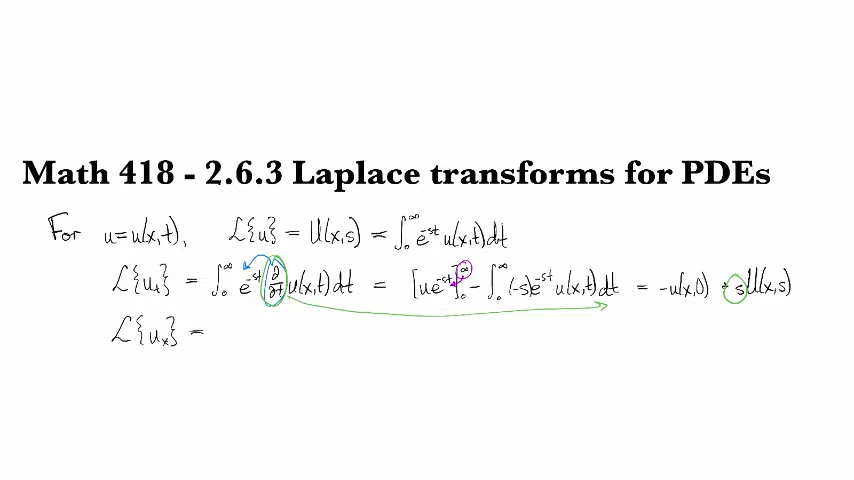 Math 418 - 2.6.3 Laplace transforms for PDEs
For u=u(x,t), ℒ{u} = U(x,s) = ∫₀^∞ e^{-st} u(x,t)dt
ℒ{u_t} = ∫₀^∞ e^{-st} ∂/∂t u(x,t)dt = [ue^{-st}]₀^∞ - ∫₀^∞ (-s)e^{-st} u(x,t)dt = -u(x,0) + sU(x,s)
ℒ{u_x} =